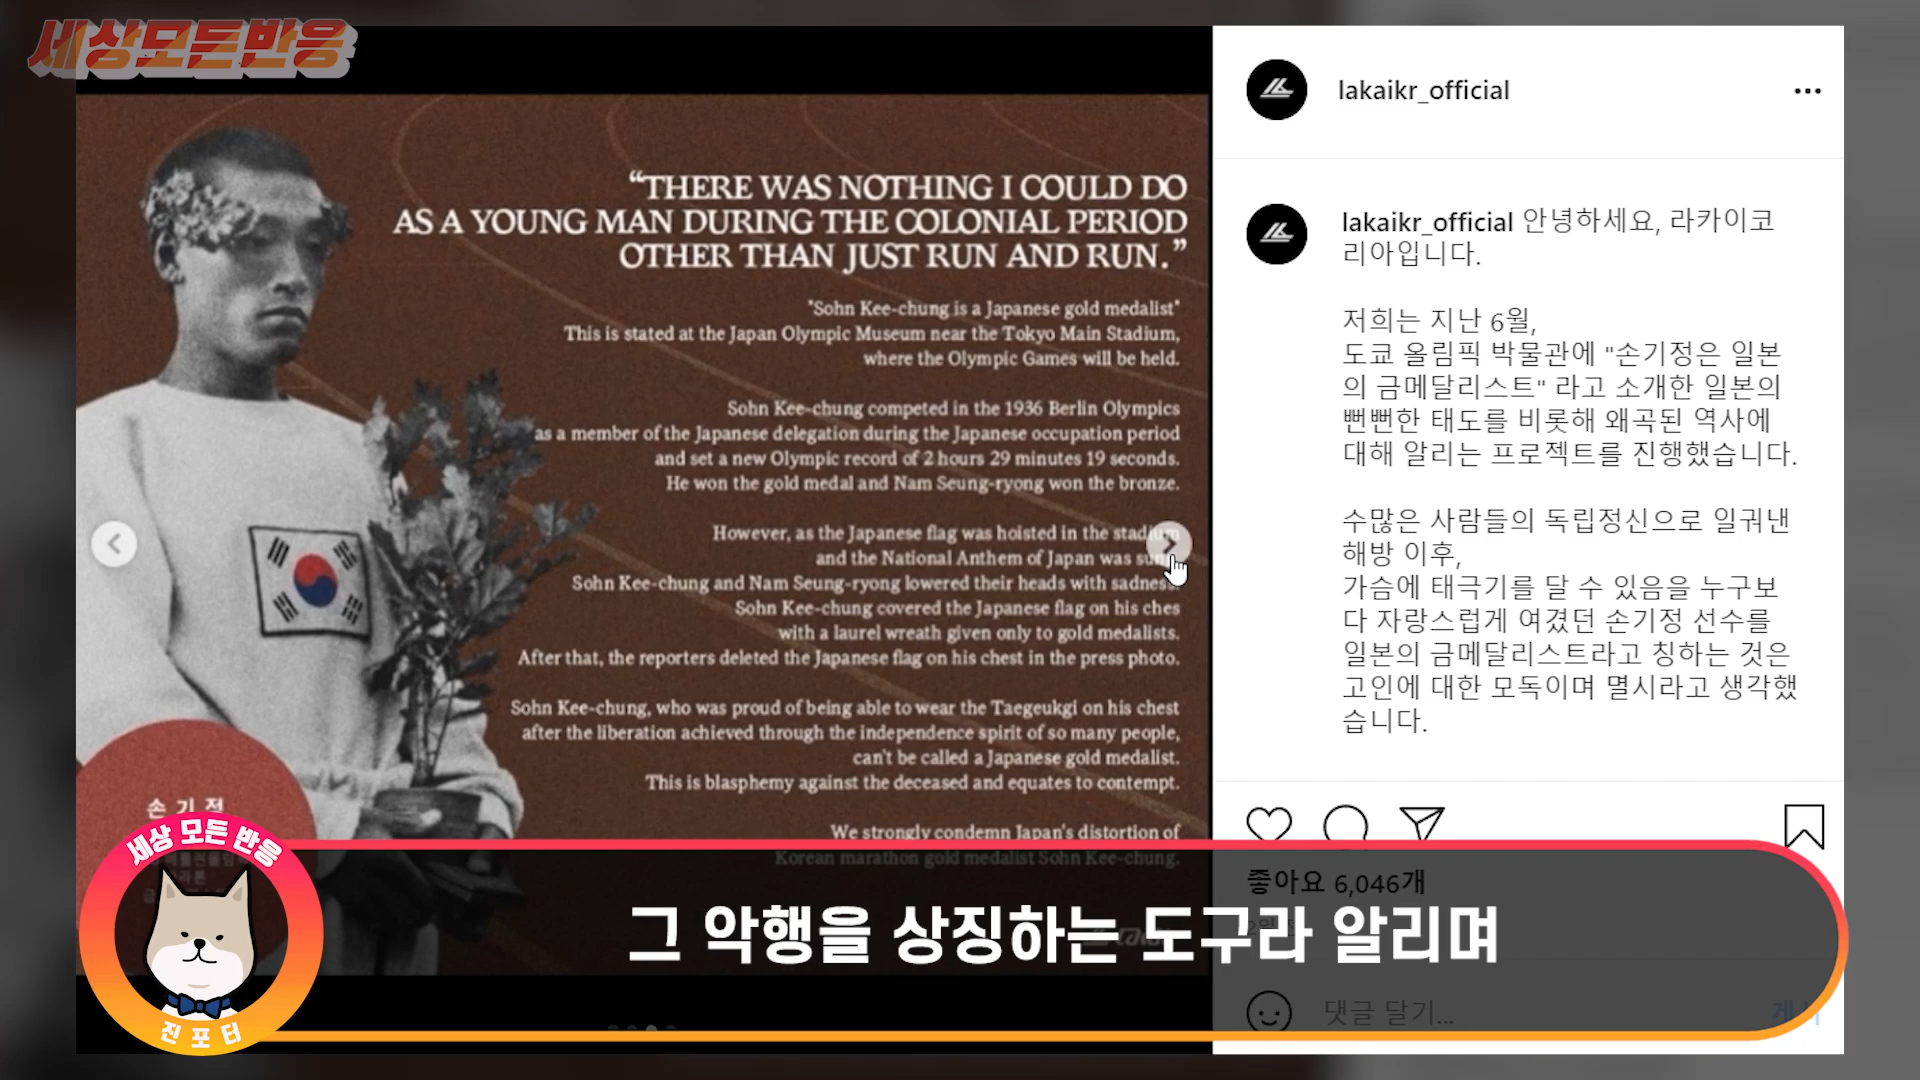 세상모든반응
“THERE WAS NOTHING I COULD DO
AS A YOUNG MAN DURING THE COLONIAL PERIOD
OTHER THAN JUST RUN AND RUN.”
"Sohn Kee-chung is a Japanese gold medalist"
This is stated at the Japan Olympic Museum near the Tokyo Main Stadium,
where the Olympic Games will be held.
Sohn Kee-chung competed in the 1936 Berlin Olympics
as a member of the Japanese delegation during the Japanese occupation period
and set a new Olympic record of 2 hours 29 minutes 19 seconds.
He won the gold medal and Nam Seung-ryong won the bronze.
However, as the Japanese flag was hoisted in the stadium
and the National Anthem of Japan was
Sohn Kee-chung and Nam Seung-ryong lowered their heads with
Sohn Kee-chung covered the Japanese flag on his ches
with a laurel wreath given only to gold medalists.
After that, the reporters deleted the Japanese flag on his chest in the press photo.
Sohn Kee-chung, who was proud of being able to wear the Taegeukgi on his chest
after the liberation achieved through the independence spirit of so many people,
can't be called a Japanese gold medalist.
This is blasphemy against the deceased and equates to contempt.
We strongly condemn Japan's distortion of
Korean marathon gold medalist Sohn Kee-chung.
손기정
lakaikr_official
lakaikr_official 안녕하세요, 라카이코
리아입니다.
저희는 지난 6월,
도쿄 올림픽 박물관에 "손기정은 일본
의 금메달리스트" 라고 소개한 일본의
뻔뻔한 태도를 비롯해 왜곡된 역사에
대해 알리는 프로젝트를 진행했습니다.
수많은 사람들의 독립정신으로 일궈낸
해방 이후,
가슴에 태극기를 달 수 있음을 누구보
다 자랑스럽게 여겼던 손기정 선수를
일본의 금메달리스트라고 칭하는 것은
고인에 대한 모독이며 멸시라고 생각했
습니다.
좋아요 6,046개
댓글 달기...
세상 모든 반응
진포터
그 악행을 상징하는 도구라 알리며